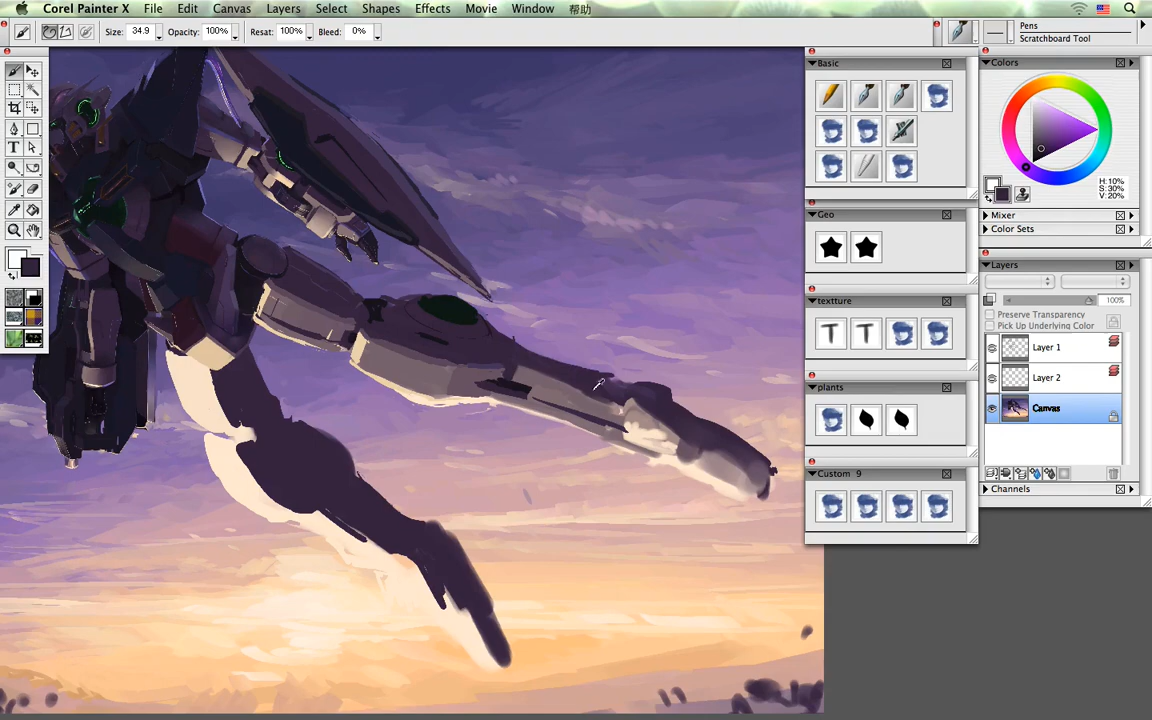 Corel Painter X File Edit Canvas Layers Select Shapes Effects Movie Window 帮助
Size: 34.9 Opacity: 100% Resat: 100% Bleed: 0%
Pens
Scratchboard Tool
Basic
Geo
textture
plants
Custom 9
Colors
H:10%
S:30%
V:20%
Mixer
Color Sets
Layers
100%
Preserve Transparency
Pick Up Underlying Color
Layer 1
Layer 2
Canvas
Channels